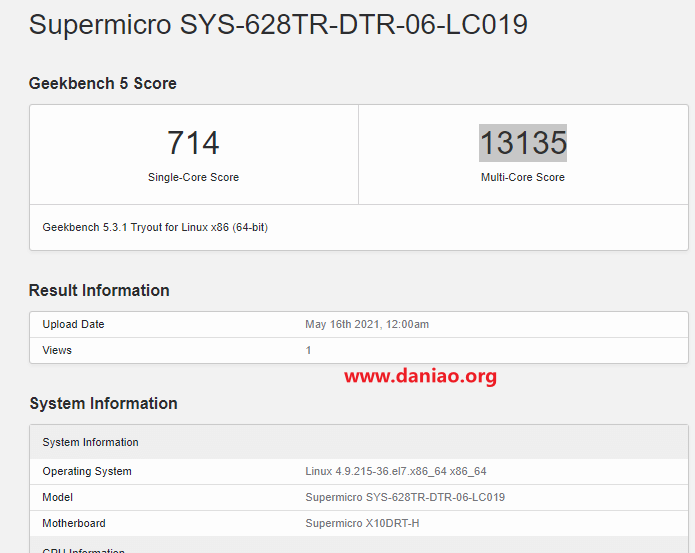 Supermicro SYS-628TR-DTR-06-LC019
Geekbench 5 Score
714 13135
Single-Core Score Multi-Core Score
Geekbench 5.3.1 Tryout for Linux x86 (64-bit)
Result Information
Upload Date May 16th 2021, 12:00am
Views 1
www.daniao.org
System Information
System Information
Operating System Linux 4.9.215-36.el7.x86_64 x86_64
Model Supermicro SYS-628TR-DTR-06-LC019
Motherboard Supermicro X10DRT-H
CPU Information